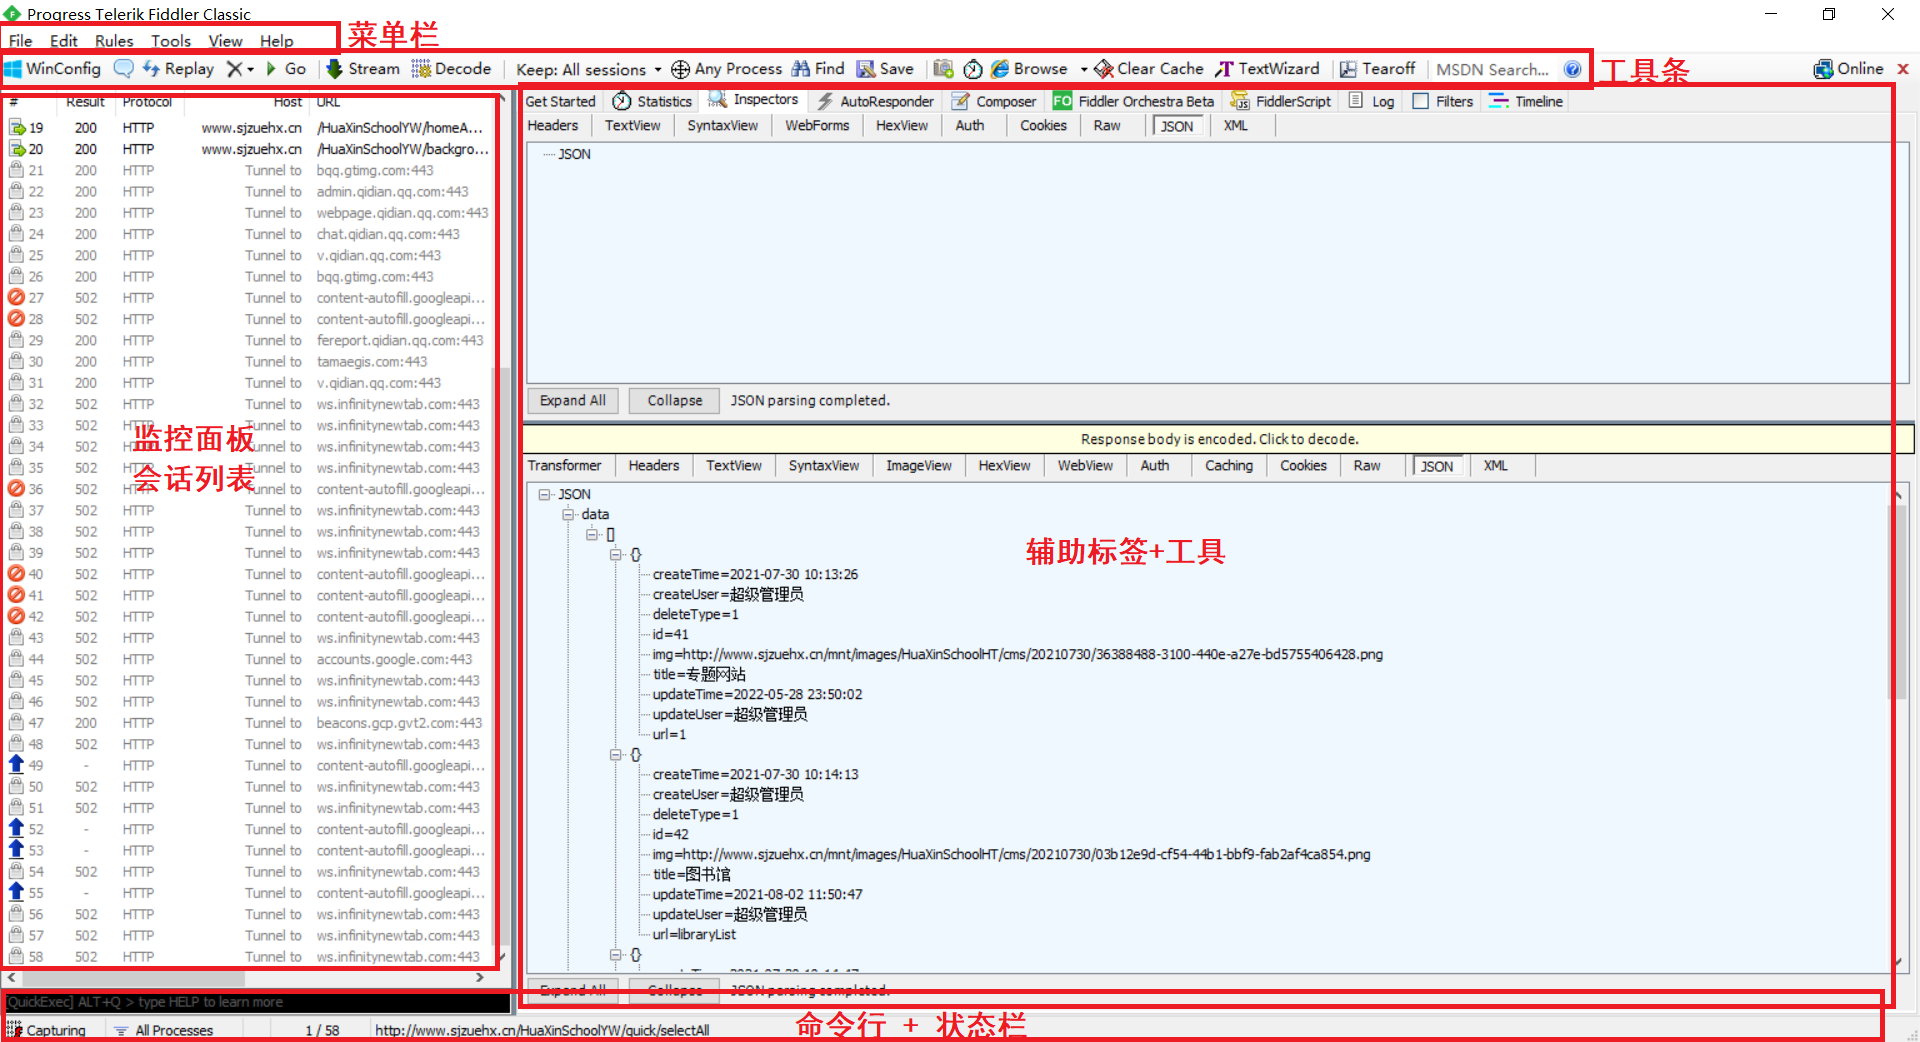 Progress Telerik Fiddler Classic
File Edit Rules Tools View Help 菜单栏
WinConfig Replay X Go Stream Decode Keep: All sessions Any Process Find Save Browse Clear Cache TextWizard Tearoff MSDN Search... Online 工具条
# Result Protocol Host URL
19 200 HTTP www.sjzuehx.cn /HuaXinSchoolYW/homeA...
20 200 HTTP www.sjzuehx.cn /HuaXinSchoolYW/backgro...
21 200 HTTP Tunnel to bqq.gtimg.com:443
22 200 HTTP Tunnel to admin.qidian.qq.com:443
23 200 HTTP Tunnel to webpage.qidian.qq.com:443
24 200 HTTP Tunnel to chat.qidian.qq.com:443
25 200 HTTP Tunnel to v.qidian.qq.com:443
26 200 HTTP Tunnel to bqq.gtimg.com:443
27 502 HTTP Tunnel to content-autofill.googleapi...
28 502 HTTP Tunnel to content-autofill.googleapi...
29 200 HTTP Tunnel to fereport.qidian.qq.com:443
30 200 HTTP Tunnel to tamaegis.com:443
31 200 HTTP Tunnel to v.qidian.qq.com:443
32 502 HTTP Tunnel to ws.infinitynewtab.com:443
33 502 HTTP Tunnel to ws.infinitynewtab.com:443
34 502 HTTP Tunnel to ws.infinitynewtab.com:443
35 502 HTTP Tunnel to ws.infinitynewtab.com:443
36 502 HTTP Tunnel to content-autofill.googleapi...
37 502 HTTP Tunnel to ws.infinitynewtab.com:443
38 502 HTTP Tunnel to ws.infinitynewtab.com:443
39 502 HTTP Tunnel to ws.infinitynewtab.com:443
40 502 HTTP Tunnel to content-autofill.googleapi...
41 502 HTTP Tunnel to content-autofill.googleapi...
42 502 HTTP Tunnel to content-autofill.googleapi...
43 502 HTTP Tunnel to ws.infinitynewtab.com:443
44 502 HTTP Tunnel to accounts.google.com:443
45 502 HTTP Tunnel to ws.infinitynewtab.com:443
46 502 HTTP Tunnel to ws.infinitynewtab.com:443
47 200 HTTP Tunnel to beacons.gcp.gvt2.com:443
48 502 HTTP Tunnel to ws.infinitynewtab.com:443
49 - HTTP Tunnel to content-autofill.googleapi...
50 502 HTTP Tunnel to ws.infinitynewtab.com:443
51 502 HTTP Tunnel to ws.infinitynewtab.com:443
52 - HTTP Tunnel to content-autofill.googleapi...
53 - HTTP Tunnel to content-autofill.googleapi...
54 502 HTTP Tunnel to ws.infinitynewtab.com:443
55 - HTTP Tunnel to content-autofill.googleapi...
56 502 HTTP Tunnel to ws.infinitynewtab.com:443
57 502 HTTP Tunnel to ws.infinitynewtab.com:443
58 502 HTTP Tunnel to ws.infinitynewtab.com:443
监控面板
会话列表
Get Started Statistics Inspectors AutoResponder Composer FO Fiddler Orchestra Beta FiddlerScript Log Filters Timeline
Headers TextView SyntaxView WebForms HexView Auth Cookies Raw JSON XML
JSON
Expand All Collapse JSON parsing completed.
Response body is encoded. Click to decode.
Transformer Headers TextView SyntaxView ImageView HexView WebView Auth Caching Cookies Raw JSON XML
JSON
data
[]
{}
辅助标签+工具
createTime=2021-07-30 10:13:26
createUser=超级管理员
deleteType=1
id=41
img=http://www.sjzuehx.cn/mnt/images/HuaXinSchoolHT/cms/20210730/36388488-3100-440e-a27e-bd5755406428.png
title=专题网站
updateTime=2022-05-28 23:50:02
updateUser=超级管理员
url=1
{}
createTime=2021-07-30 10:14:13
createUser=超级管理员
deleteType=1
id=42
img=http://www.sjzuehx.cn/mnt/images/HuaXinSchoolHT/cms/20210730/03b12e9d-cf54-44b1-bbf9-fab2af4ca854.png
title=图书馆
updateTime=2021-08-02 11:50:47
updateUser=超级管理员
url=libraryList
{}
Expand All Collapse JSON parsing completed.
[QuickExec] ALT+Q > type HELP to learn more
Capturing All Processes 1 / 58 http://www.sjzuehx.cn/HuaXinSchoolYW/quick/selectAll
命令行 + 状态栏